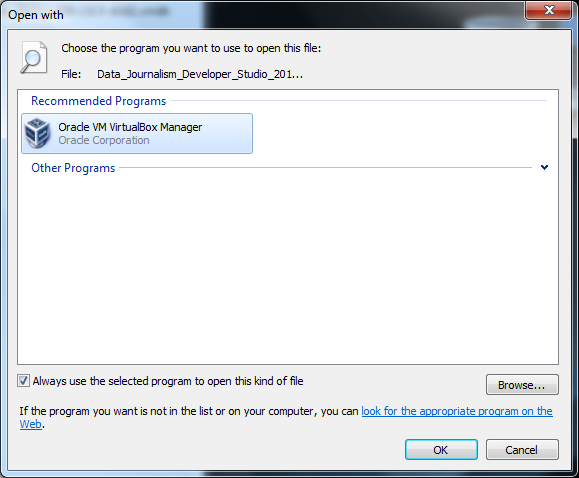 Open with
Choose the program you want to use to open this file:
File: Data_Journalism_Developer_Studio_201...
Recommended Programs
Oracle VM VirtualBox Manager
Oracle Corporation
Other Programs
Always use the selected program to open this kind of file
Browse...
If the program you want is not in the list or on your computer, you can look for the appropriate program on the
Web.
OK
Cancel